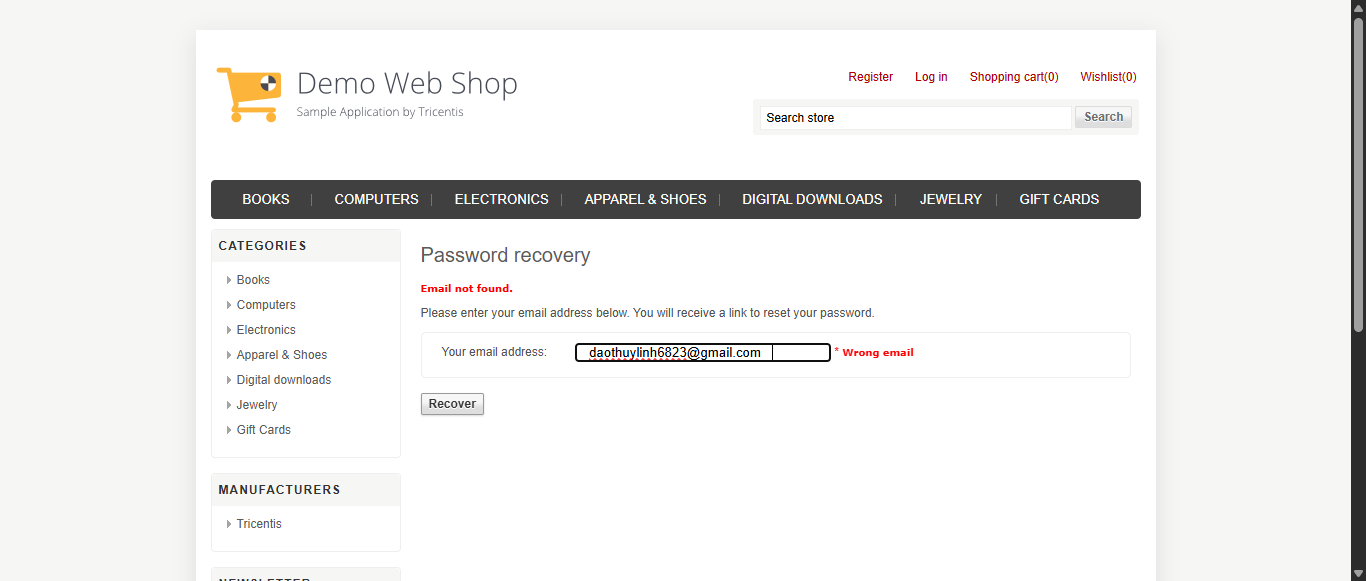 Demo Web Shop
Sample Application by Tricentis
Register Log in Shopping cart(0) Wishlist(0)
Search store Search
BOOKS COMPUTERS ELECTRONICS APPAREL & SHOES DIGITAL DOWNLOADS JEWELRY GIFT CARDS
CATEGORIES
Books
Computers
Electronics
Apparel & Shoes
Digital downloads
Jewelry
Gift Cards
MANUFACTURERS
Tricentis
NEWSLETTER
Password recovery
Email not found.
Please enter your email address below. You will receive a link to reset your password.
Your email address: daothuylinh6823@gmail.com * Wrong email
Recover